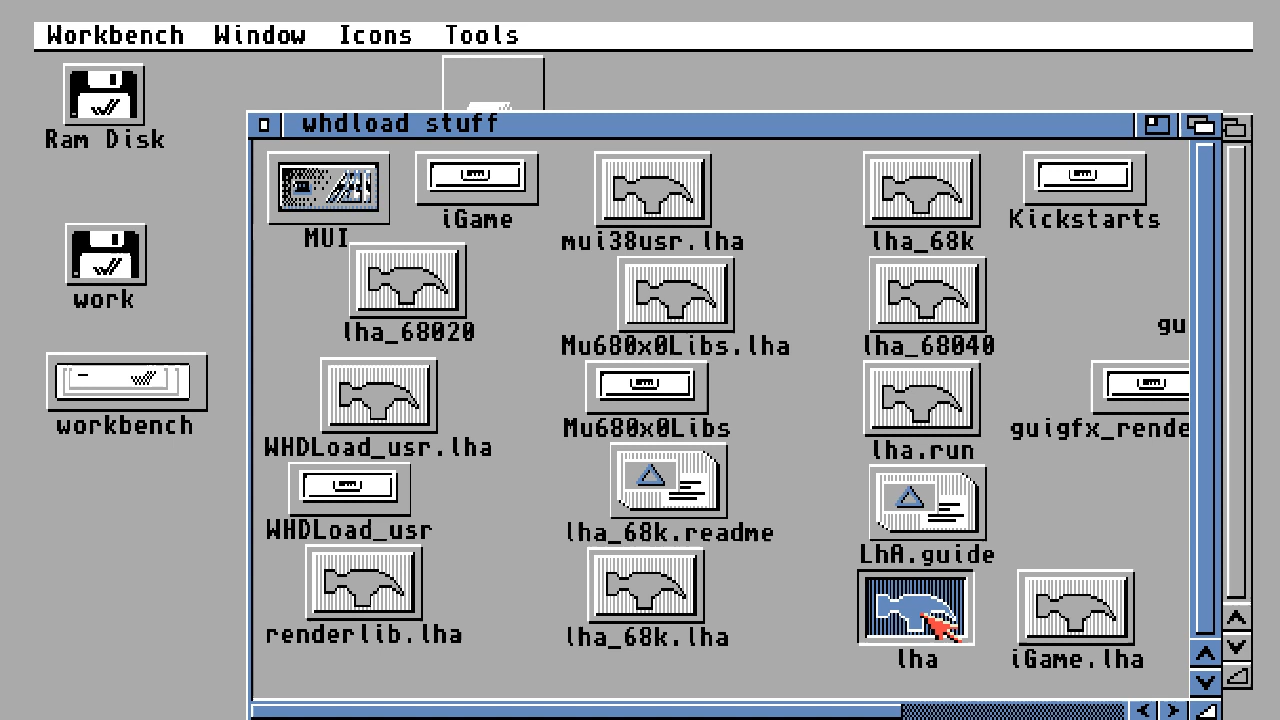 Workbench Window Icons Tools
Ram Disk
work
workbench
whdload stuff
MUI
iGame
mui38usr.lha
lha_68k
Kickstarts
lha_68020
Mu680x0Libs.lha
lha_68040
gu
WHDLoad_usr.lha
Mu680x0Libs
lha.run
guigfx_rende
WHDLoad_usr
lha_68k.readme
LhA.guide
renderlib.lha
lha_68k.lha
lha
iGame.lha